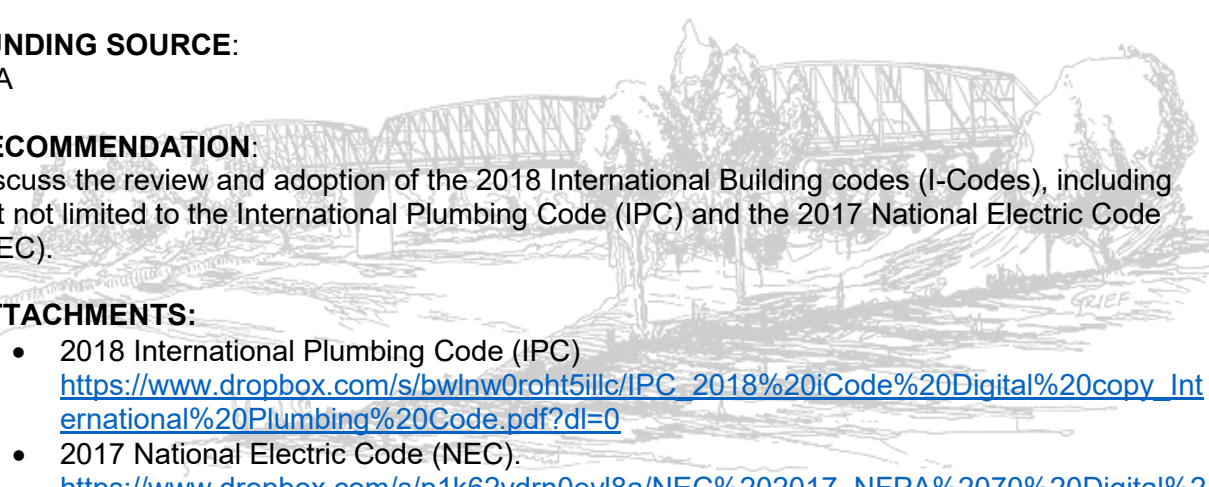 UNDING SOURCE:
A
ECOMMENDATION:
scuss the review and adoption of the 2018 International Building codes (I-Codes), including
t not limited to the International Plumbing Code (IPC) and the 2017 National Electric Code
EC).
TTACHMENTS:
• 2018 International Plumbing Code (IPC)
https://www.dropbox.com/s/bwlnw0roht5illc/IPC_2018%20iCode%20Digital%20copy_Int
ernational%20Plumbing%20Code.pdf?dl=0
• 2017 National Electric Code (NEC).
GRIEF